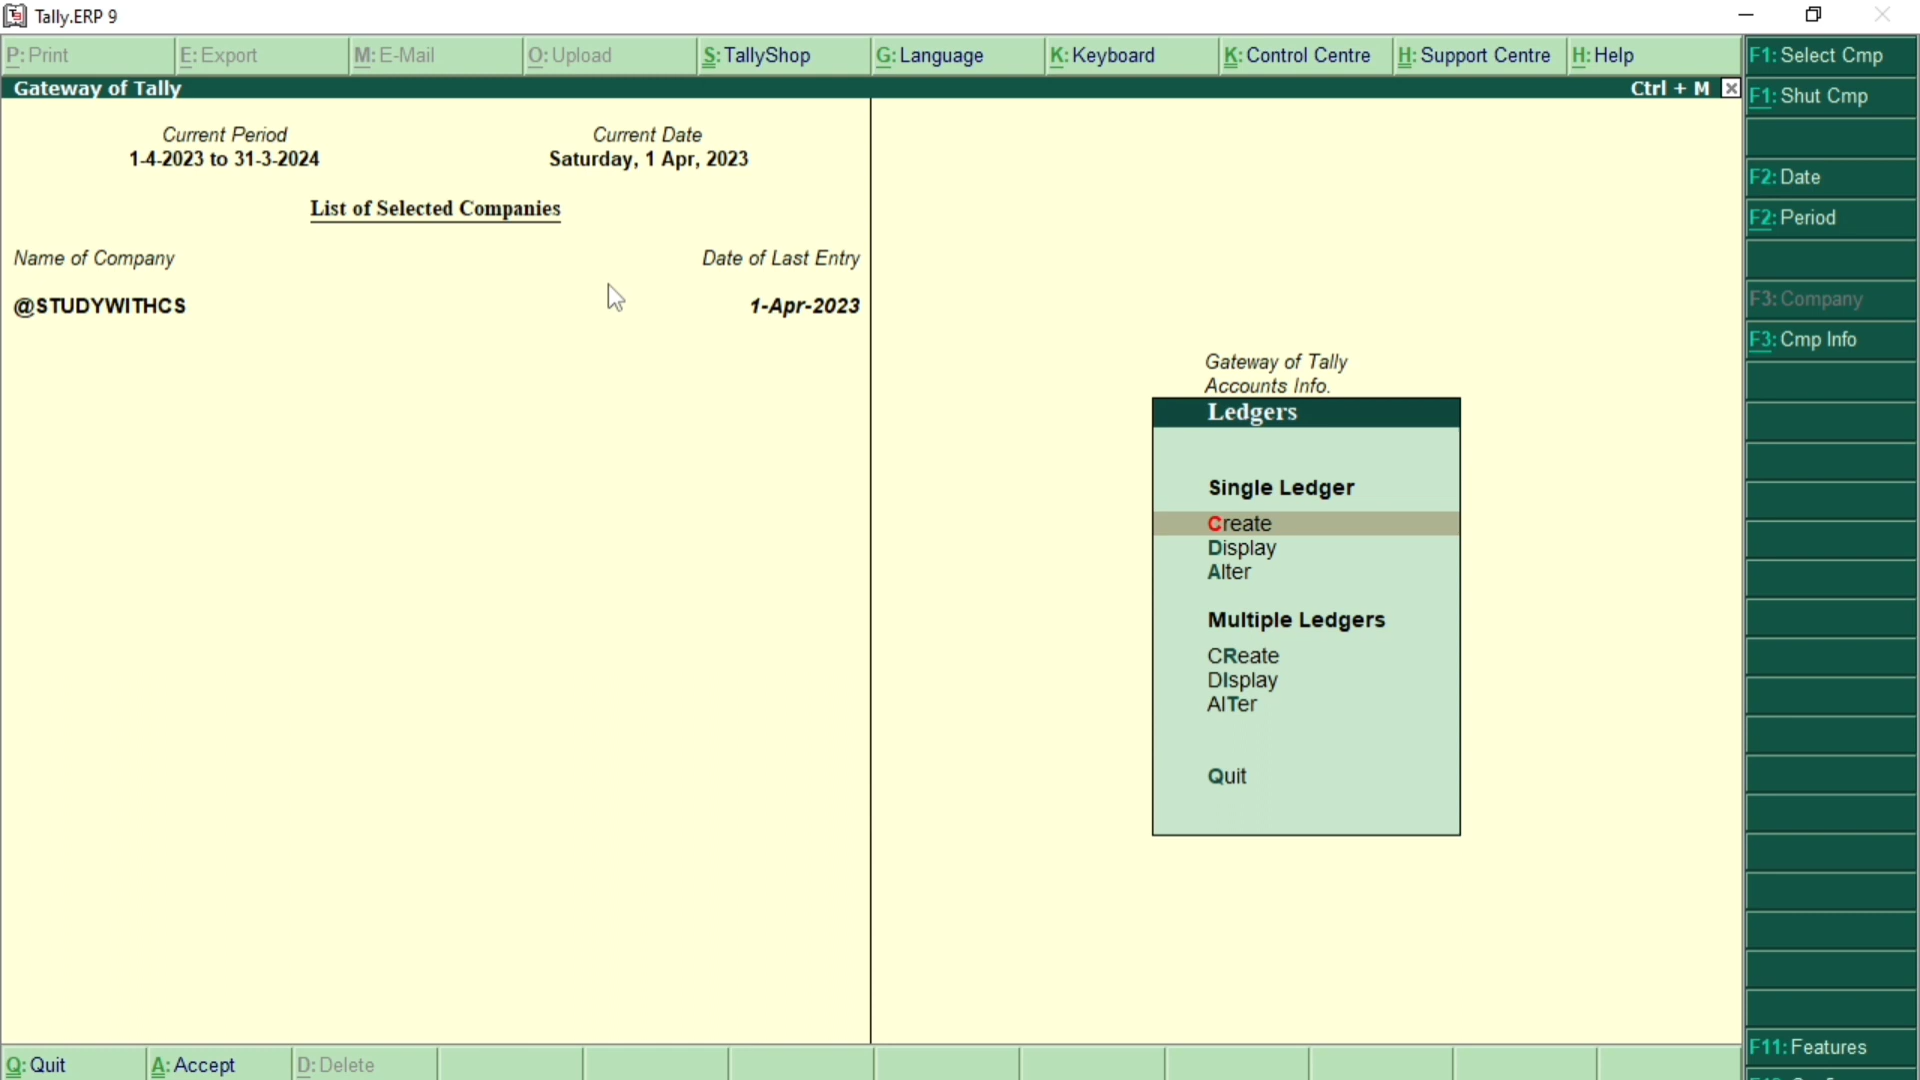 Tally.ERP 9
P: Print E: Export M: E-Mail O: Upload S: TallyShop G: Language K: Keyboard K: Control Centre H: Support Centre H: Help
Gateway of Tally Ctrl + M
Current Period Current Date
1-4-2023 to 31-3-2024 Saturday, 1 Apr, 2023
List of Selected Companies
Name of Company Date of Last Entry
@STUDYWITHCS 1-Apr-2023
Gateway of Tally
Accounts Info.
Ledgers
Single Ledger
Create
Display
Alter
Multiple Ledgers
CReate
DIsplay
AlTer
Quit
F1: Select Cmp
F1: Shut Cmp
F2: Date
F2: Period
F3: Company
F3: Cmp Info
F11: Features
Q: Quit A: Accept D: Delete